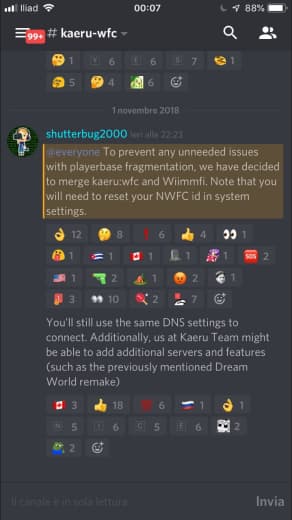 Iliad
00:07
88%
99+
# kaeru-wfc
1 Y 6 E 6 S 7 1
5 4 6
1 novembre 2018
shutterbug2000 ieri alle 22:23
@everyone To prevent any unneeded issues
with playerbase fragmentation, we have decided
to merge kaeru:wfc and Wiimmfi. Note that you
will need to reset your NWFC id in system
settings.
12 8 6 4 1
1 1 1 1 1 SOS 2
1 2 1 2 1
3 10 2 7
You'll still use the same DNS settings to
connect. Additionally, us at Kaeru Team might
be able to add additional servers and features
(such as the previously mentioned Dream
World remake)
3 18 6 1 1
N 5 I 6 C 5 E 6 2
2
Il canale è in sola lettura.
Invia